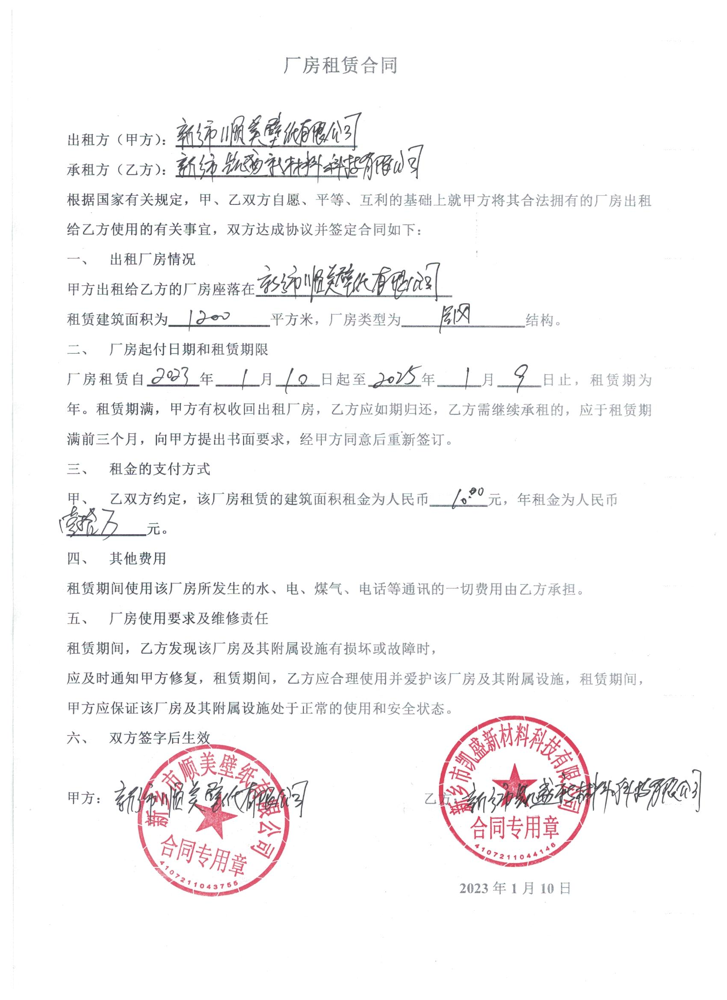 厂房租赁合同
出租方（甲方）：新乡市顺美壁纸有限公司
承租方（乙方）：新乡市凯盛新材料科技有限公司
根据国家有关规定，甲、乙双方自愿、平等、互利的基础上就甲方将其合法拥有的厂房出租
给乙方使用的有关事宜，双方达成协议并签定合同如下：
一、 出租厂房情况
甲方出租给乙方的厂房座落在新乡市顺美壁纸有限公司
租赁建筑面积为 1200 平方米，厂房类型为 结构。
二、 厂房起付日期和租赁期限
厂房租赁自 2023 年 1 月 10 日起至 2025 年 1 月 9 日止，租赁期为
年。租赁期满，甲方有权收回出租厂房，乙方应如期归还，乙方需继续承租的，应于租赁期
满前三个月，向甲方提出书面要求，经甲方同意后重新签订。
三、 租金的支付方式
甲、 乙双方约定，该厂房租赁的建筑面积租金为人民币 元，年租金为人民币
壹拾万 元。
四、 其他费用
租赁期间使用该厂房所发生的水、电、煤气、电话等通讯的一切费用由乙方承担。
五、 厂房使用要求及维修责任
租赁期间，乙方发现该厂房及其附属设施有损坏或故障时，
应及时通知甲方修复，租赁期间，乙方应合理使用并爱护该厂房及其附属设施，租赁期间，
甲方应保证该厂房及其附属设施处于正常的使用和安全状态。
六、 双方签字后生效
甲方：新乡市顺美壁纸有限公司 乙方：新乡市凯盛新材料科技有限公司
新乡市顺美壁纸有限公司
合同专用章
4107211043755
新乡市凯盛新材料科技有限公司
合同专用章
4107211044146
2023 年 1 月 10 日